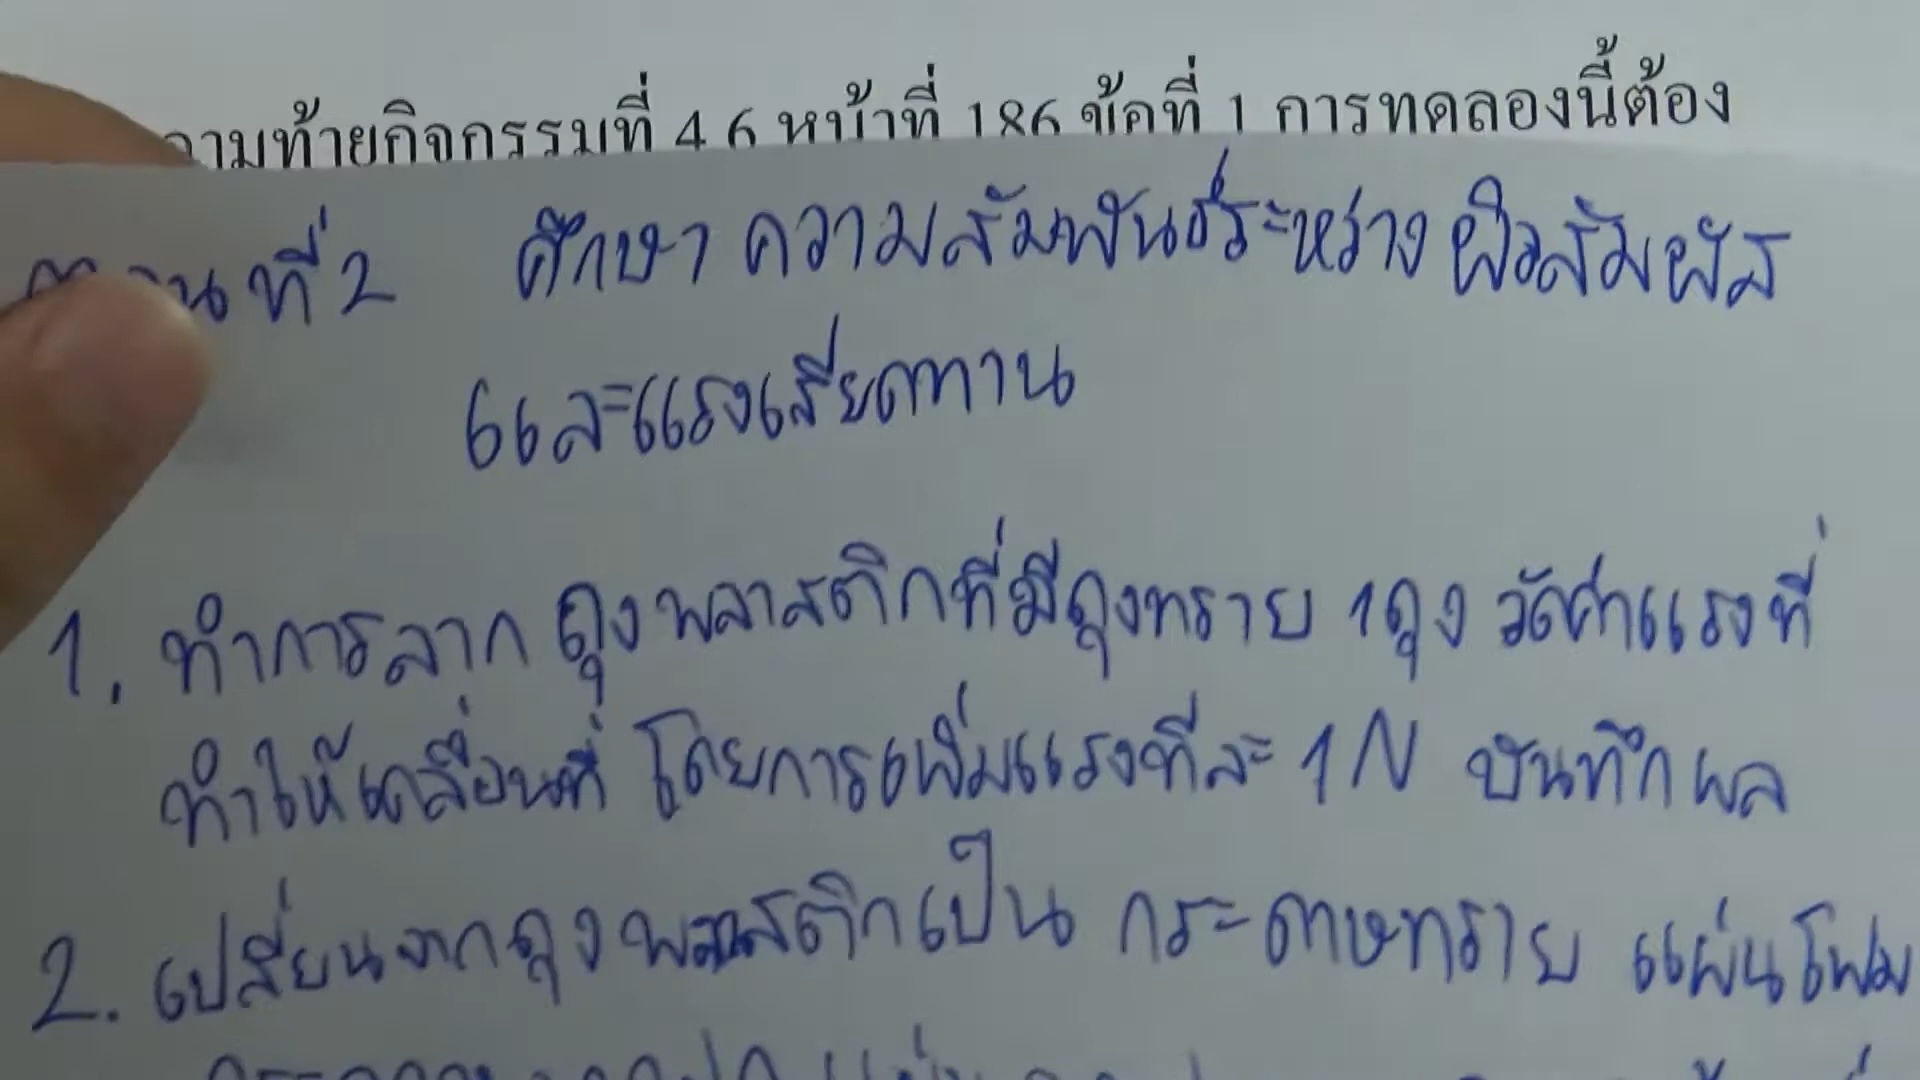 ามท้ายกิจกรรมที่ 4.6 หน้าที่ 186 ข้อที่ 1 การทดลองนี้ต้อง
ที่ 2 ศึกษาความสัมพันธ์ระหว่างผิวสัมผัส
และแรงเสียดทาน
1. ทำการลากถุงพลาสติกที่มีถุงทราย 1 ถุง วัดค่าแรงที่
ทำให้เคลื่อนที่ โดยการเพิ่มแรงทีละ 1 N บันทึกผล
2. เปลี่ยนจากถุงพลาสติกเป็น กระดาษทราย แผ่นโฟม